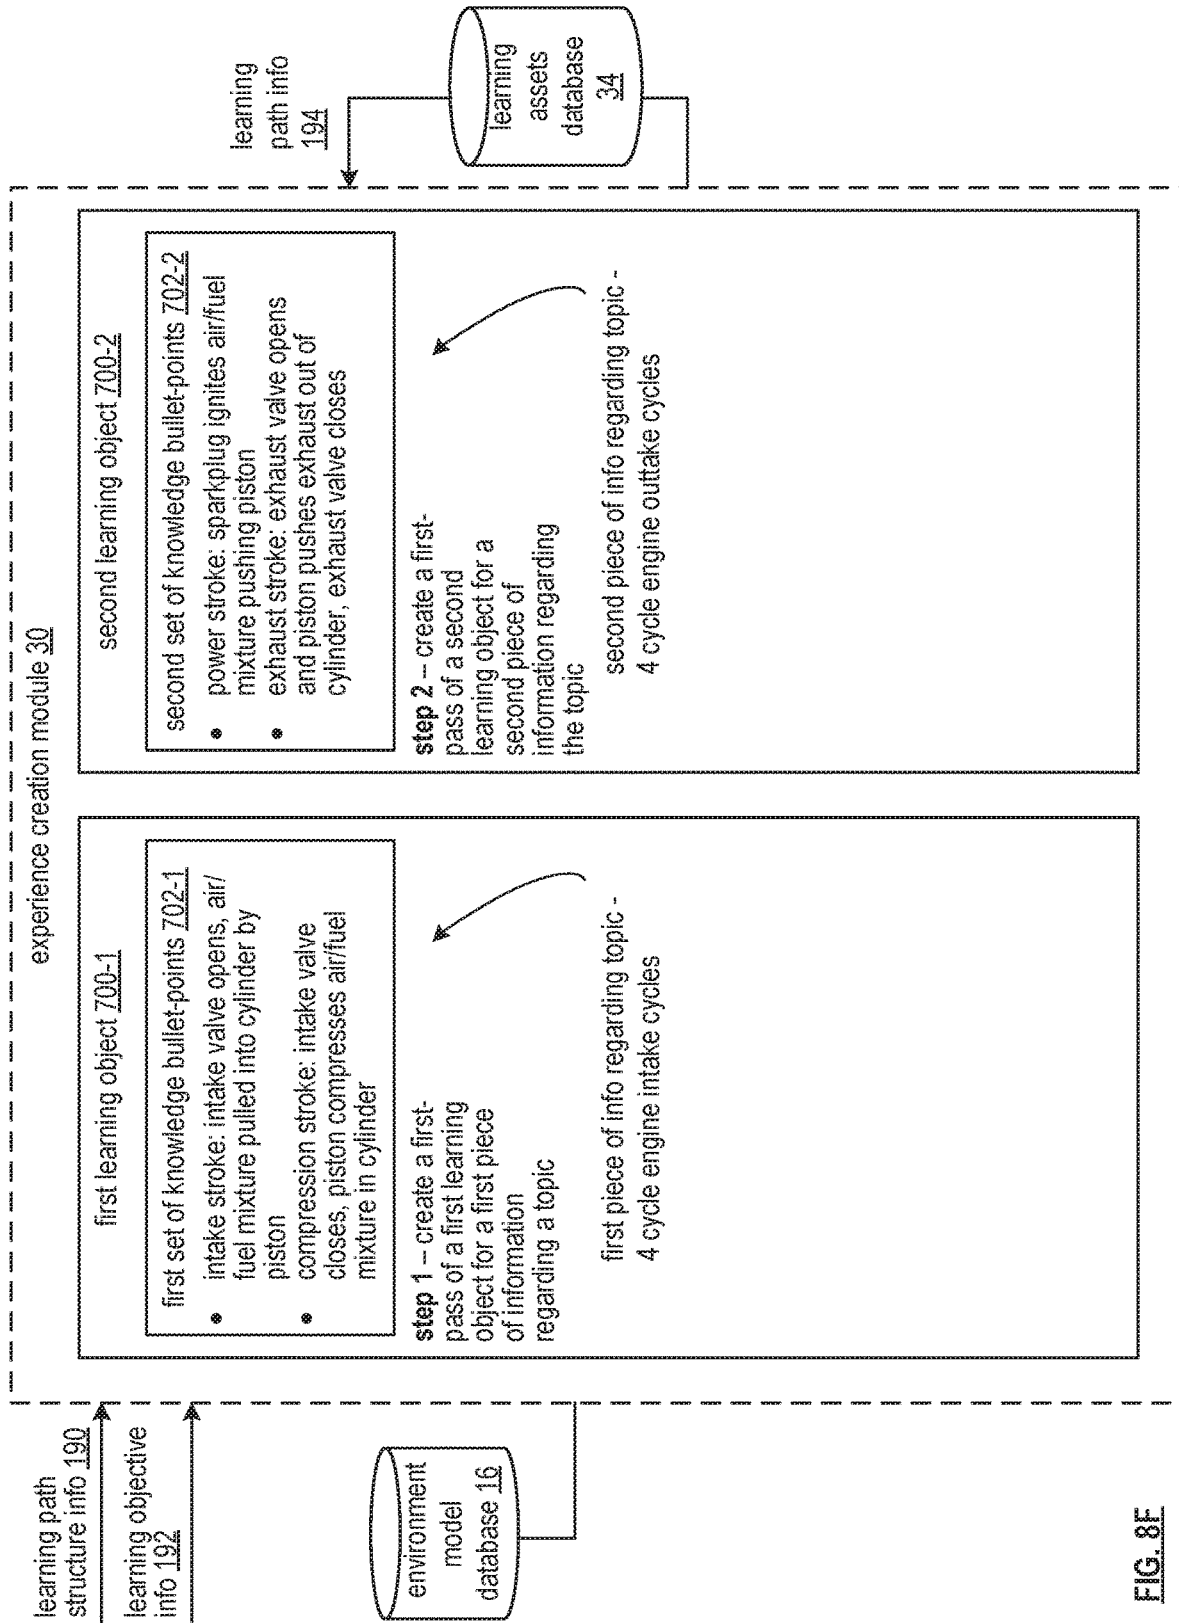 experience creation module 30
learning path
structure info 190
learning objective
info 192
environment
model
database 16
first learning object 700-1
first set of knowledge bullet-points 702-1
• intake stroke: intake valve opens, air/
fuel mixture pulled into cylinder by
piston
• compression stroke: intake valve
closes, piston compresses air/fuel
mixture in cylinder
step 1 – create a first-
pass of a first learning
object for a first piece
of information
regarding a topic
first piece of info regarding topic -
4 cycle engine intake cycles
second learning object 700-2
second set of knowledge bullet-points 702-2
• power stroke: sparkplug ignites air/fuel
mixture pushing piston
• exhaust stroke: exhaust valve opens
and piston pushes exhaust out of
cylinder, exhaust valve closes
step 2 – create a first-
pass of a second
learning object for a
second piece of
information regarding
the topic
second piece of info regarding topic -
4 cycle engine outtake cycles
learning
path info
194
learning
assets
database
34
FIG. 8F